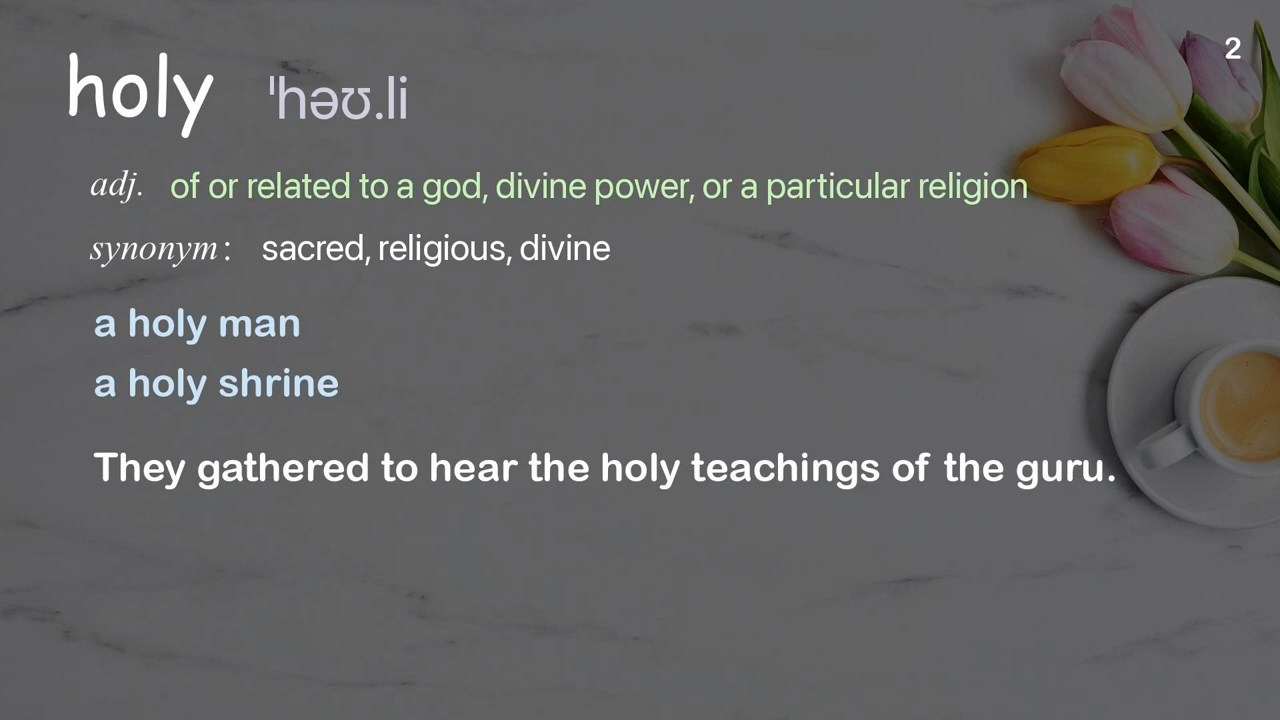 2
holy ˈhəʊ.li
adj. of or related to a god, divine power, or a particular religion
synonym: sacred, religious, divine
a holy man
a holy shrine
They gathered to hear the holy teachings of the guru.